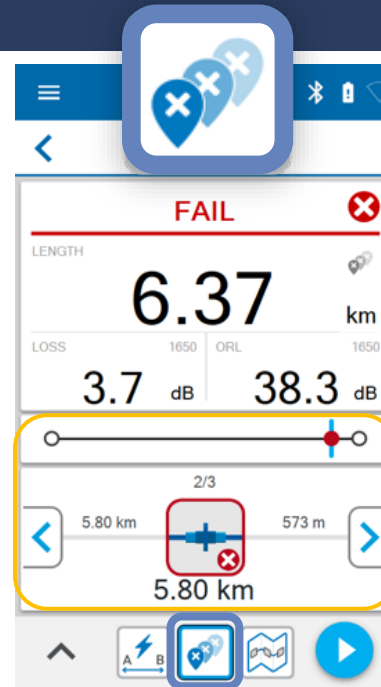 FAIL
LENGTH
6.37 km
LOSS 1650 ORL 1650
3.7 dB 38.3 dB
2/3
5.80 km 573 m
5.80 km
A B